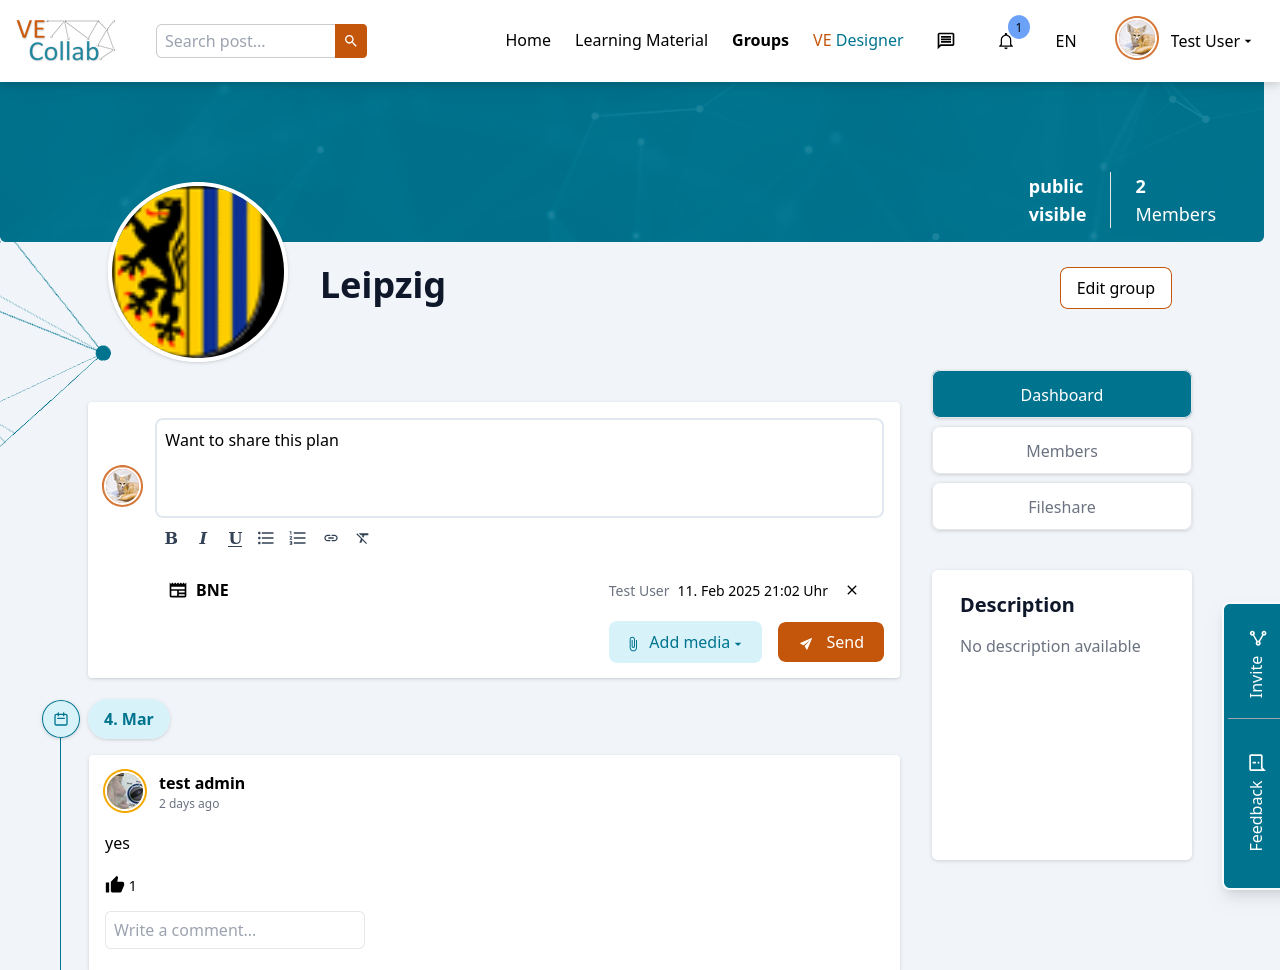 VE
Collab
Search post...
Home
Learning Material
Groups
VE Designer
1
EN
Test User
public
visible
2
Members
Leipzig
Edit group
Dashboard
Members
Fileshare
Want to share this plan
B I U
BNE
Test User 11. Feb 2025 21:02 Uhr
Add media
Send
Description
No description available
Invite
Feedback
4. Mar
test admin
2 days ago
yes
1
Write a comment...